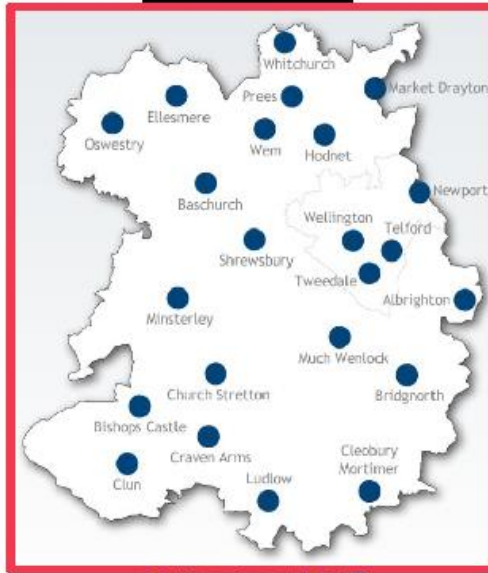 Whitchurch
Prees
Market Drayton
Ellesmere
Oswestry
Wem
Hodnet
Baschurch
Newport
Wellington
Telford
Shrewsbury
Tweedale
Albrighton
Minsterley
Much Wenlock
Church Stretton
Bridgnorth
Bishops Castle
Craven Arms
Cleobury
Mortimer
Clun
Ludlow